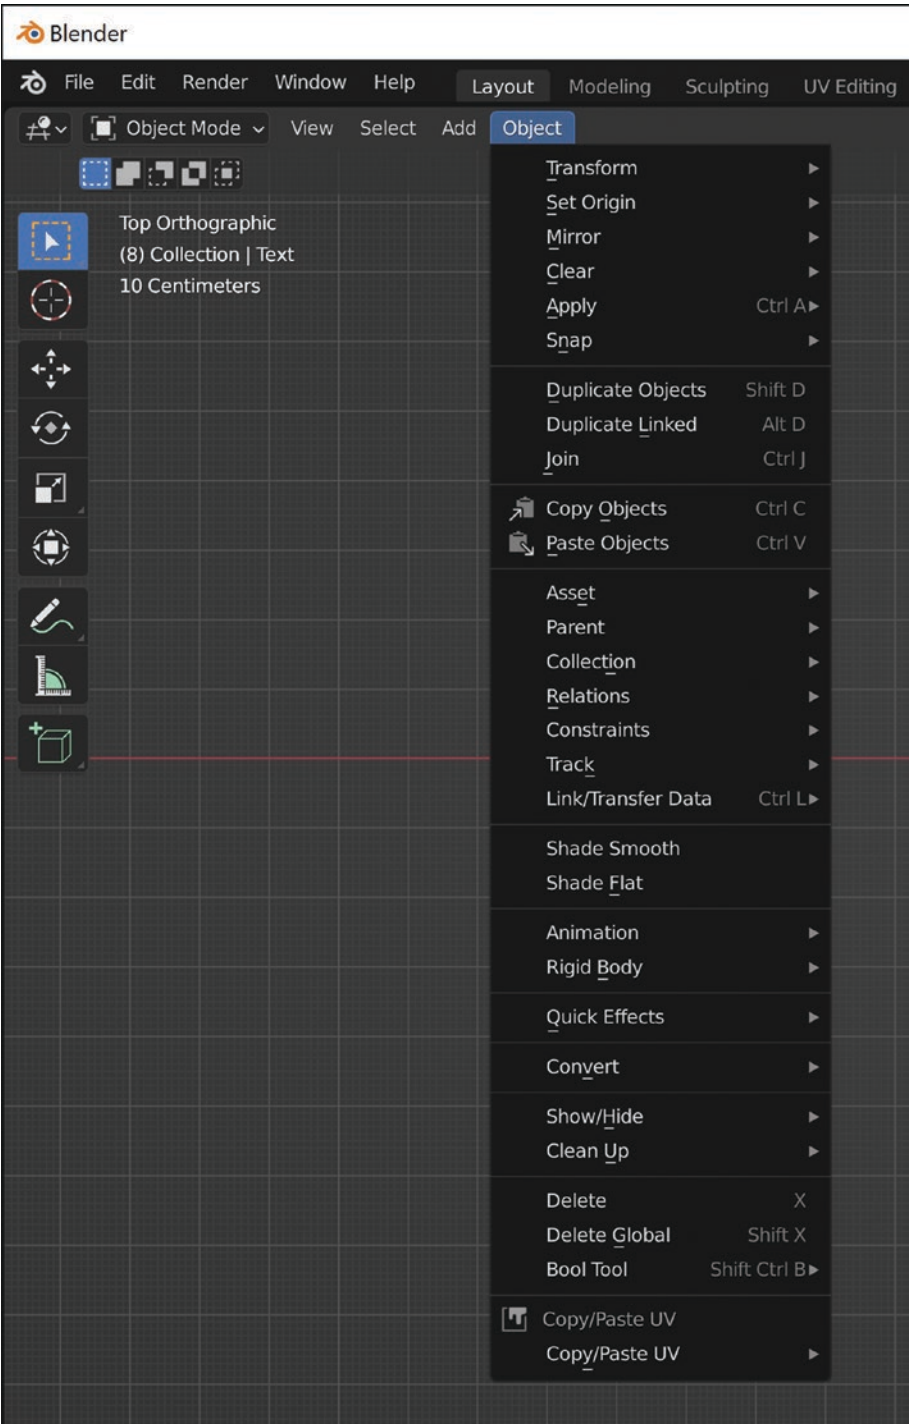 Blender
File Edit Render Window Help Layout Modeling Sculpting UV Editing
Object Mode View Select Add Object
Top Orthographic
(8) Collection | Text
10 Centimeters
Transform
Set Origin
Mirror
Clear
Apply Ctrl A
Snap
Duplicate Objects Shift D
Duplicate Linked Alt D
Join Ctrl J
Copy Objects Ctrl C
Paste Objects Ctrl V
Asset
Parent
Collection
Relations
Constraints
Track
Link/Transfer Data Ctrl L
Shade Smooth
Shade Flat
Animation
Rigid Body
Quick Effects
Convert
Show/Hide
Clean Up
Delete X
Delete Global Shift X
Bool Tool Shift Ctrl B
Copy/Paste UV
Copy/Paste UV